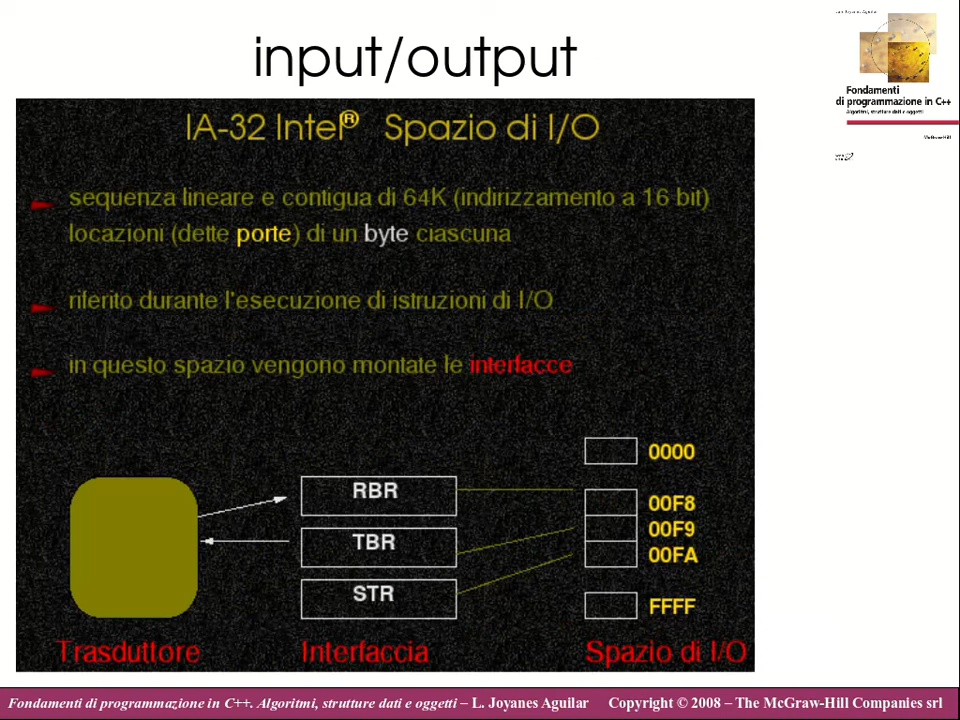 input/output
Fondamenti
di programmazione in C++
Algoritmi, strutture dati e oggetti
McGraw-Hill
IA-32 Intel® Spazio di I/O
sequenza lineare e contigua di 64K (indirizzamento a 16 bit)
locazioni (dette porte) di un byte ciascuna
riferito durante l'esecuzione di istruzioni di I/O
in questo spazio vengono montate le interfacce
0000
RBR
00F8
00F9
TBR
00FA
STR
FFFF
Trasduttore
Interfaccia
Spazio di I/O
Fondamenti di programmazione in C++. Algoritmi, strutture dati e oggetti – L. Joyanes Aguilar Copyright © 2008 – The McGraw-Hill Companies srl